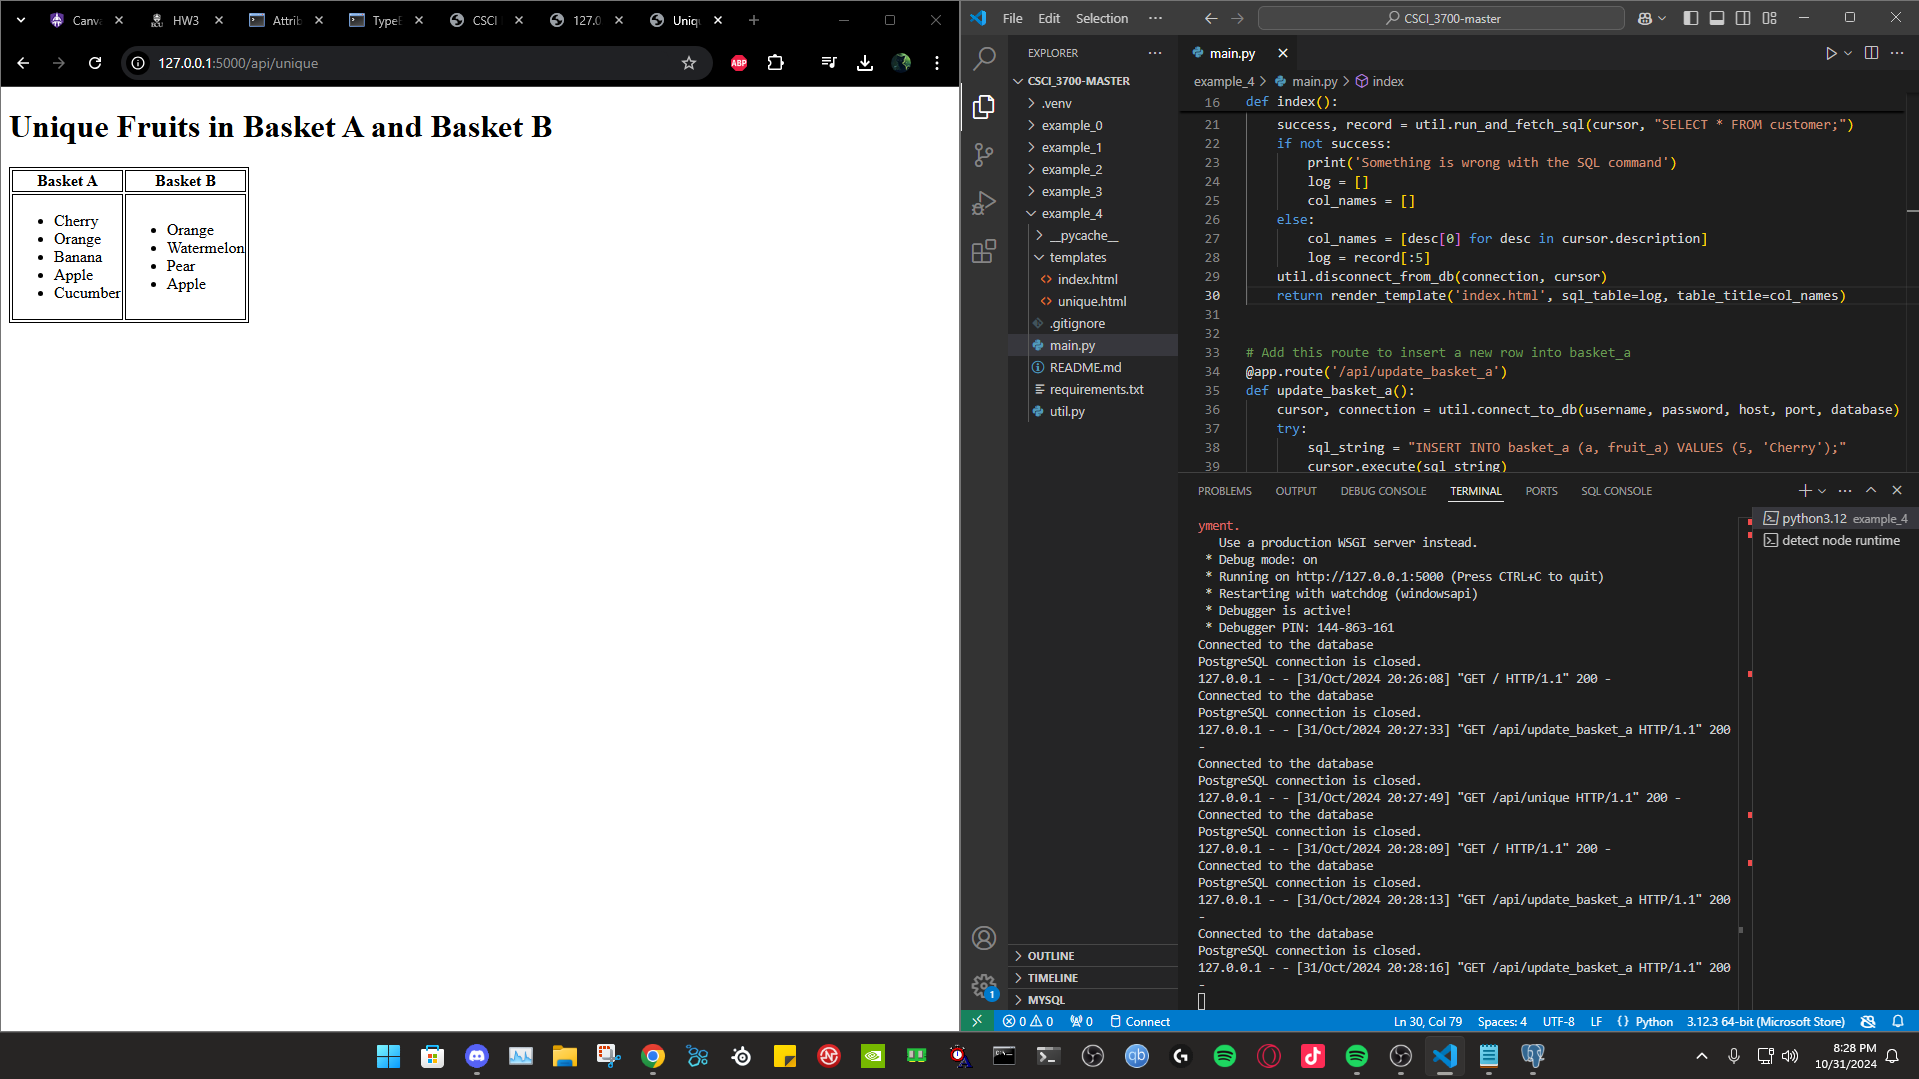 Canv
HW3
Attrib
TypeE
CSCI
127.0
Uniq
127.0.0.1:5000/api/unique
ABP
Unique Fruits in Basket A and Basket B
Basket A
Basket B
Cherry
Orange
Banana
Apple
Cucumber
Orange
Watermelon
Pear
Apple
File
Edit
Selection
CSCI_3700-master
EXPLORER
CSCI_3700-MASTER
.venv
example_0
example_1
example_2
example_3
example_4
__pycache__
templates
index.html
unique.html
.gitignore
main.py
README.md
requirements.txt
util.py
OUTLINE
TIMELINE
MYSQL
main.py
example_4 > main.py > index
16 def index():
21 success, record = util.run_and_fetch_sql(cursor, "SELECT * FROM customer;")
22 if not success:
23 print('Something is wrong with the SQL command')
24 log = []
25 col_names = []
26 else:
27 col_names = [desc[0] for desc in cursor.description]
28 log = record[:5]
29 util.disconnect_from_db(connection, cursor)
30 return render_template('index.html', sql_table=log, table_title=col_names)
31
32
33 # Add this route to insert a new row into basket_a
34 @app.route('/api/update_basket_a')
35 def update_basket_a():
36 cursor, connection = util.connect_to_db(username, password, host, port, database)
37 try:
38 sql_string = "INSERT INTO basket_a (a, fruit_a) VALUES (5, 'Cherry');"
39 cursor.execute(sql_string)
PROBLEMS
OUTPUT
DEBUG CONSOLE
TERMINAL
PORTS
SQL CONSOLE
yment.
Use a production WSGI server instead.
* Debug mode: on
* Running on http://127.0.0.1:5000 (Press CTRL+C to quit)
* Restarting with watchdog (windowsapi)
* Debugger is active!
* Debugger PIN: 144-863-161
Connected to the database
PostgreSQL connection is closed.
127.0.0.1 - - [31/Oct/2024 20:26:08] "GET / HTTP/1.1" 200 -
Connected to the database
PostgreSQL connection is closed.
127.0.0.1 - - [31/Oct/2024 20:27:33] "GET /api/update_basket_a HTTP/1.1" 200
-
Connected to the database
PostgreSQL connection is closed.
127.0.0.1 - - [31/Oct/2024 20:27:49] "GET /api/unique HTTP/1.1" 200 -
Connected to the database
PostgreSQL connection is closed.
127.0.0.1 - - [31/Oct/2024 20:28:09] "GET / HTTP/1.1" 200 -
Connected to the database
PostgreSQL connection is closed.
127.0.0.1 - - [31/Oct/2024 20:28:13] "GET /api/update_basket_a HTTP/1.1" 200
-
Connected to the database
PostgreSQL connection is closed.
127.0.0.1 - - [31/Oct/2024 20:28:16] "GET /api/update_basket_a HTTP/1.1" 200
-
python3.12 example_4
detect node runtime
1
0
0
0
Connect
Ln 30, Col 79
Spaces: 4
UTF-8
LF
Python
3.12.3 64-bit (Microsoft Store)
qb
8:28 PM
10/31/2024